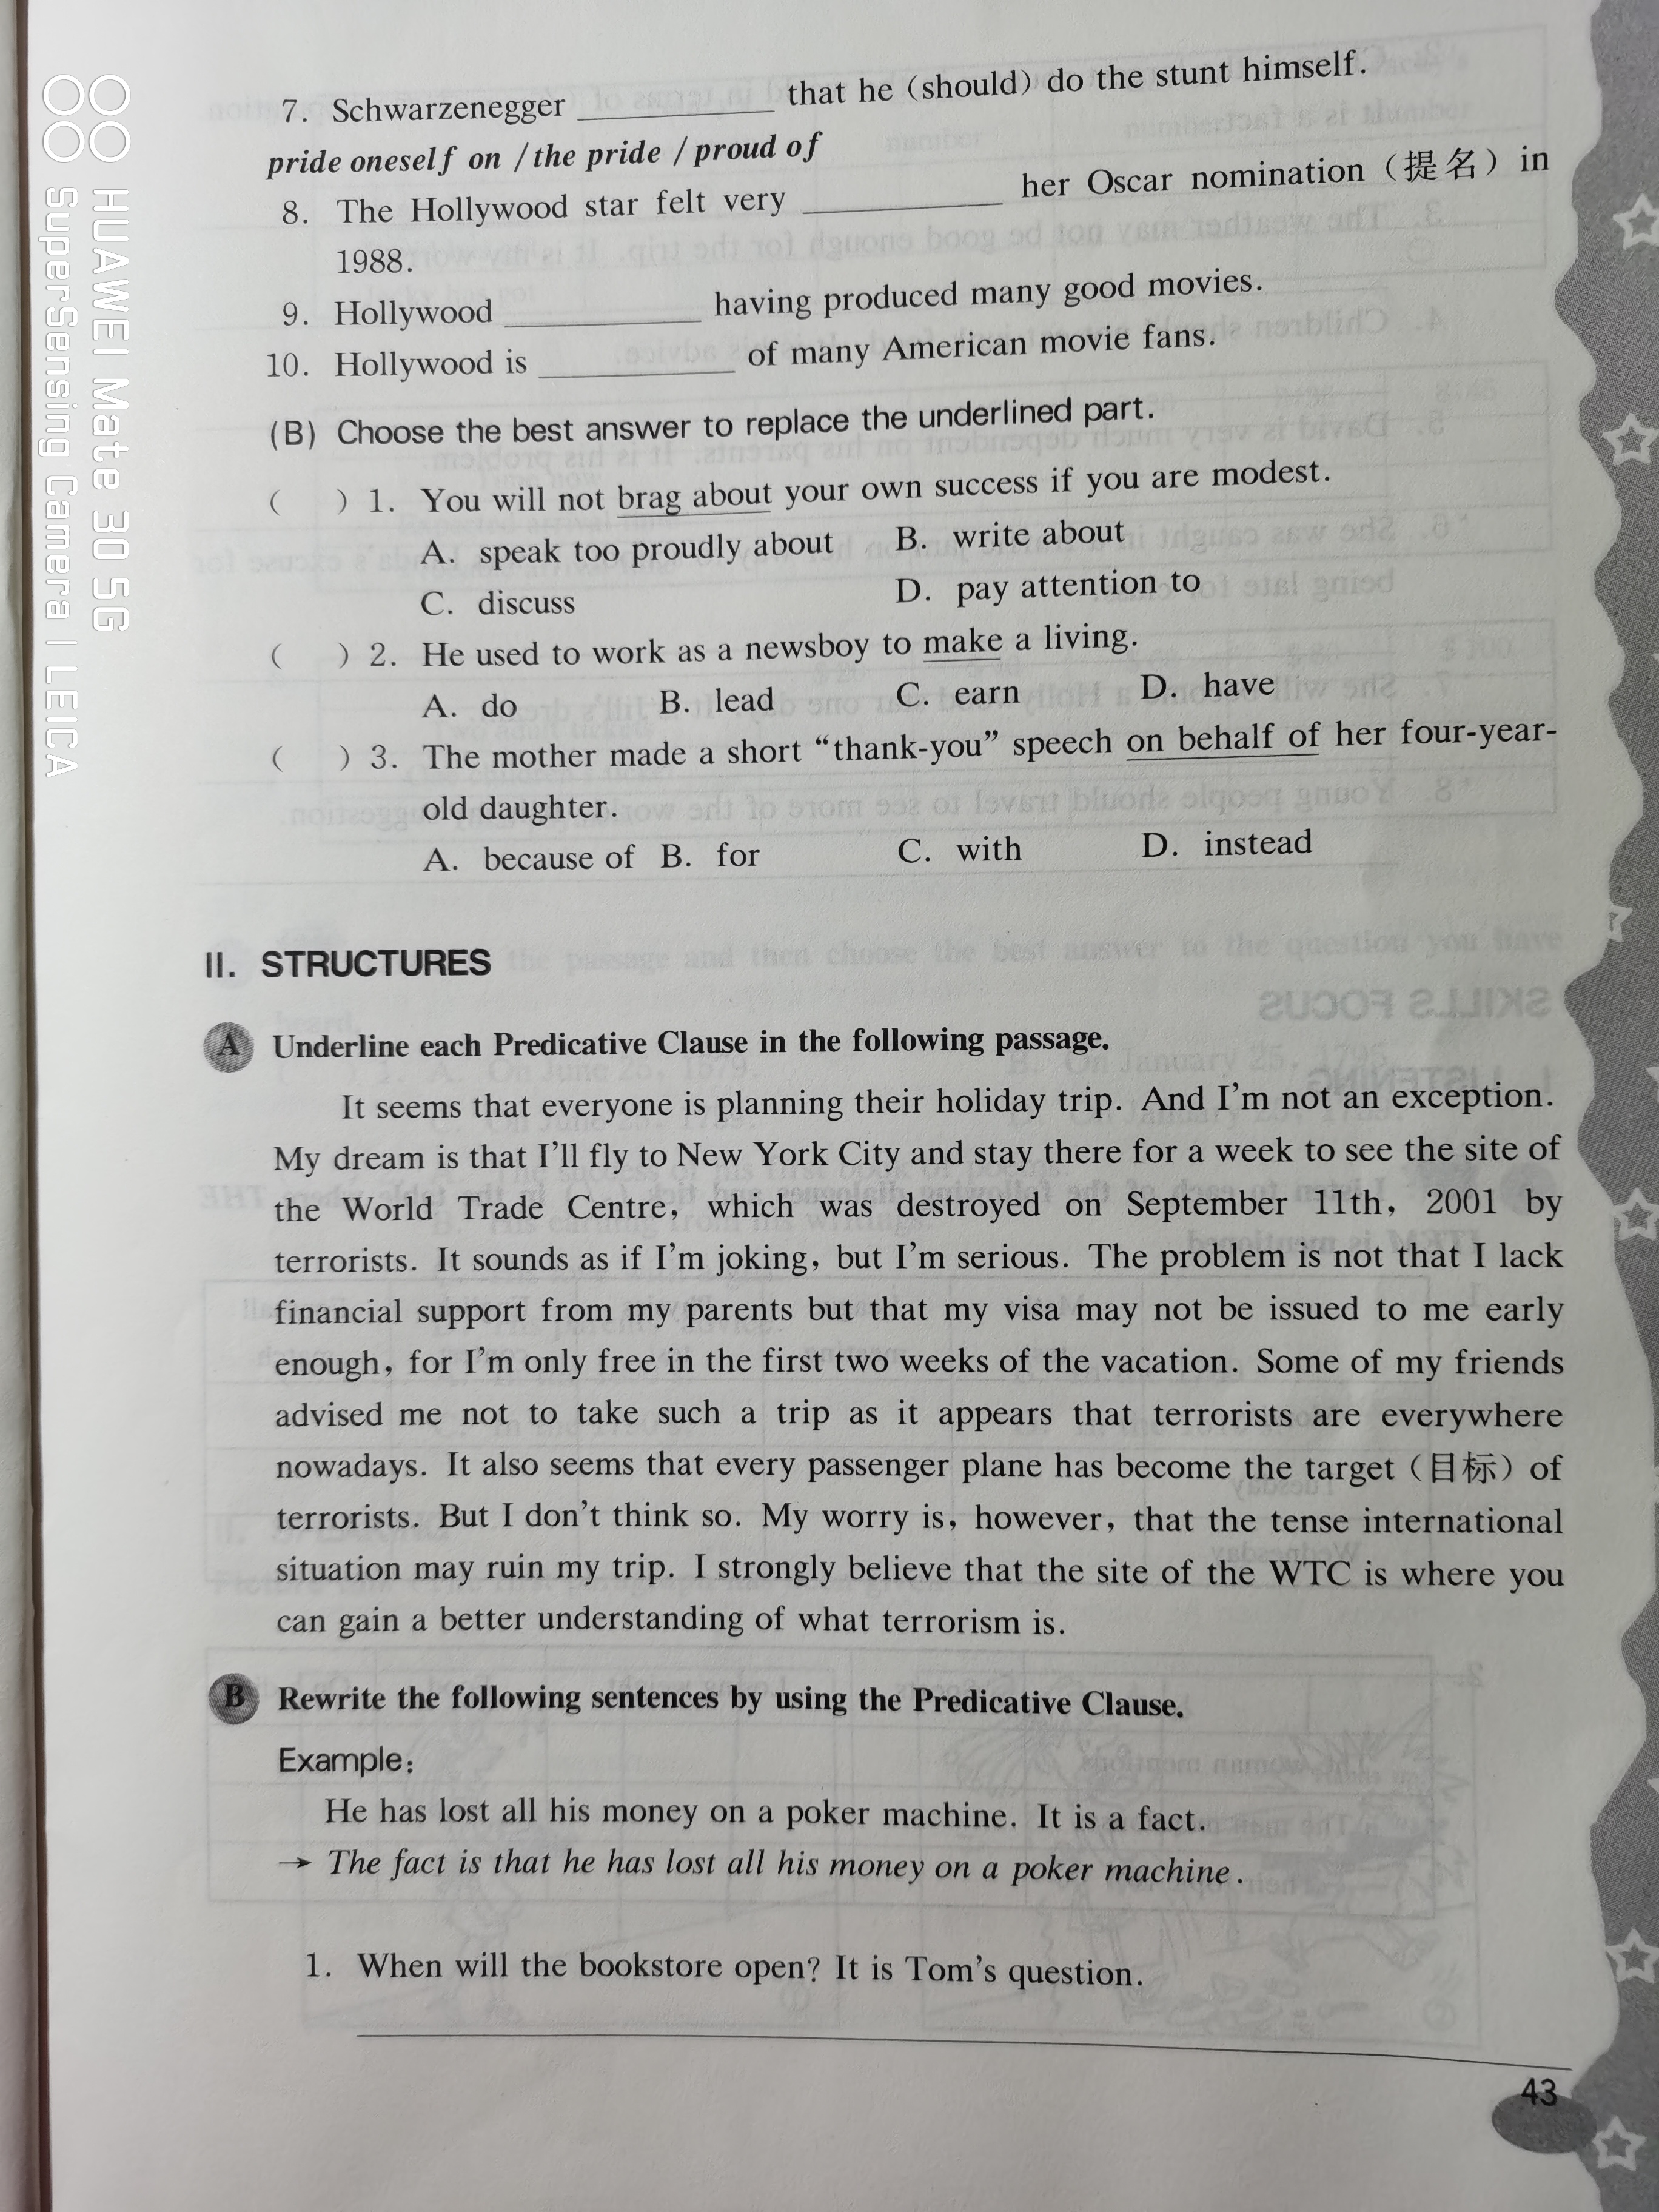 7. Schwarzenegger __________ that he (should) do the stunt himself.
pride oneself on / the pride / proud of
8. The Hollywood star felt very __________ her Oscar nomination (提名) in
1988.
9. Hollywood __________ having produced many good movies.
10. Hollywood is __________ of many American movie fans.
(B) Choose the best answer to replace the underlined part.
( ) 1. You will not brag about your own success if you are modest.
A. speak too proudly about B. write about
C. discuss D. pay attention to
( ) 2. He used to work as a newsboy to make a living.
A. do B. lead C. earn D. have
( ) 3. The mother made a short “thank-you” speech on behalf of her four-year-
old daughter.
A. because of B. for C. with D. instead
II. STRUCTURES
A Underline each Predicative Clause in the following passage.
It seems that everyone is planning their holiday trip. And I'm not an exception.
My dream is that I'll fly to New York City and stay there for a week to see the site of
the World Trade Centre, which was destroyed on September 11th, 2001 by
terrorists. It sounds as if I'm joking, but I'm serious. The problem is not that I lack
financial support from my parents but that my visa may not be issued to me early
enough, for I'm only free in the first two weeks of the vacation. Some of my friends
advised me not to take such a trip as it appears that terrorists are everywhere
nowadays. It also seems that every passenger plane has become the target (目标) of
terrorists. But I don't think so. My worry is, however, that the tense international
situation may ruin my trip. I strongly believe that the site of the WTC is where you
can gain a better understanding of what terrorism is.
B Rewrite the following sentences by using the Predicative Clause.
Example:
He has lost all his money on a poker machine. It is a fact.
→ The fact is that he has lost all his money on a poker machine.
1. When will the bookstore open? It is Tom's question.
43
HUAWEI Mate 30 5G
SuperSensing Camera | LEICA